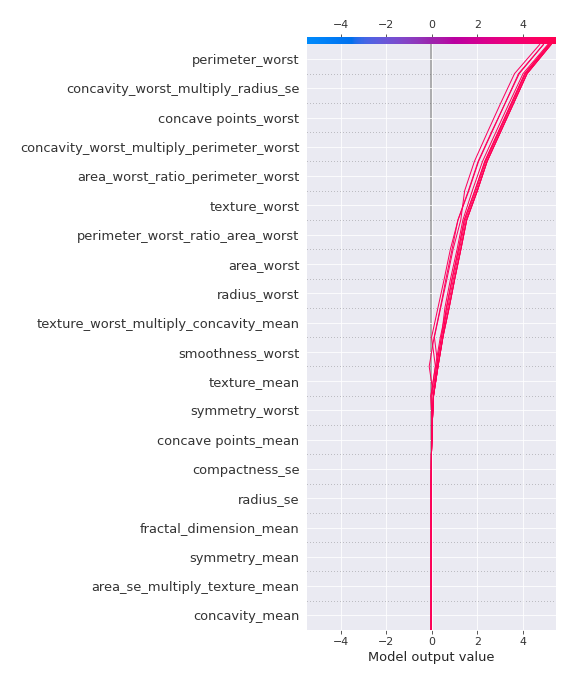 −4 −2 0 2 4
perimeter_worst
concavity_worst_multiply_radius_se
concave points_worst
concavity_worst_multiply_perimeter_worst
area_worst_ratio_perimeter_worst
texture_worst
perimeter_worst_ratio_area_worst
area_worst
radius_worst
texture_worst_multiply_concavity_mean
smoothness_worst
texture_mean
symmetry_worst
concave points_mean
compactness_se
radius_se
fractal_dimension_mean
symmetry_mean
area_se_multiply_texture_mean
concavity_mean
−4 −2 0 2 4
Model output value